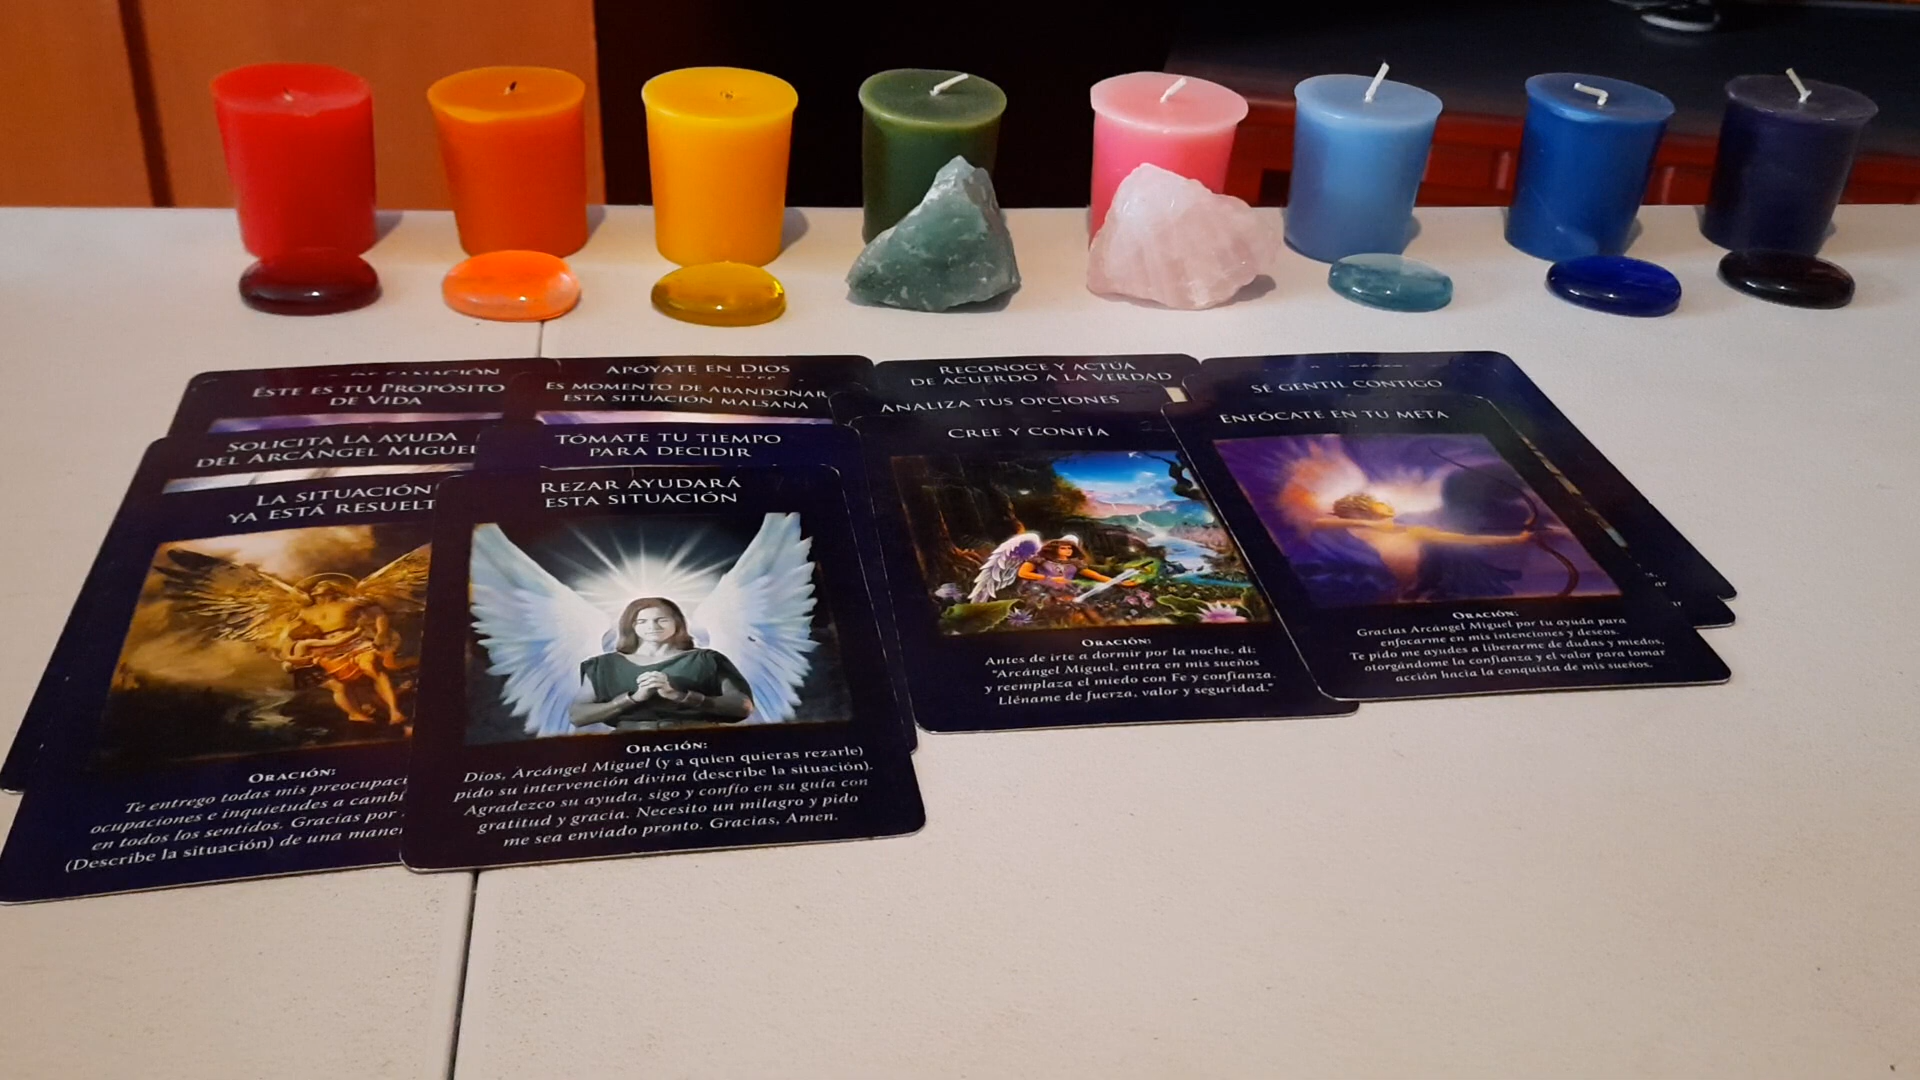 DE SANACIÓN
ÉSTE ES TU PROPÓSITO
DE VIDA
SOLICITA LA AYUDA
DEL ARCÁNGEL MIGUEL
LA SITUACIÓN
YA ESTÁ RESUELT
ORACIÓN:
Te entrego todas mis preocupaci
ocupaciones e inquietudes a cambi
en todos los sentidos. Gracias por
(Describe la situación) de una maner
APÓYATE EN DIOS
ES MOMENTO DE ABANDONAR
ESTA SITUACIÓN MALSANA
TÓMATE TU TIEMPO
PARA DECIDIR
REZAR AYUDARÁ
ESTA SITUACIÓN
ORACIÓN:
Dios, Arcángel Miguel (y a quien quieras rezarle)
pido su intervención divina (describe la situación).
Agradezco su ayuda, sigo y confío en su guía con
gratitud y gracia. Necesito un milagro y pido
me sea enviado pronto. Gracias, Amen.
RECONOCE Y ACTÚA
DE ACUERDO A LA VERDAD
ANALIZA TUS OPCIONES
CREE Y CONFÍA
ORACIÓN:
Antes de irte a dormir por la noche, di:
"Arcángel Miguel, entra en mis sueños
y reemplaza el miedo con Fe y confianza.
Lléname de fuerza, valor y seguridad."
SÉ GENTIL CONTIGO
ENFÓCATE EN TU META
ORACIÓN:
Gracias Arcángel Miguel por tu ayuda para
enfocarme en mis intenciones y deseos.
Te pido me ayudes a liberarme de dudas y miedos,
otorgándome la confianza y el valor para tomar
acción hacia la conquista de mis sueños.